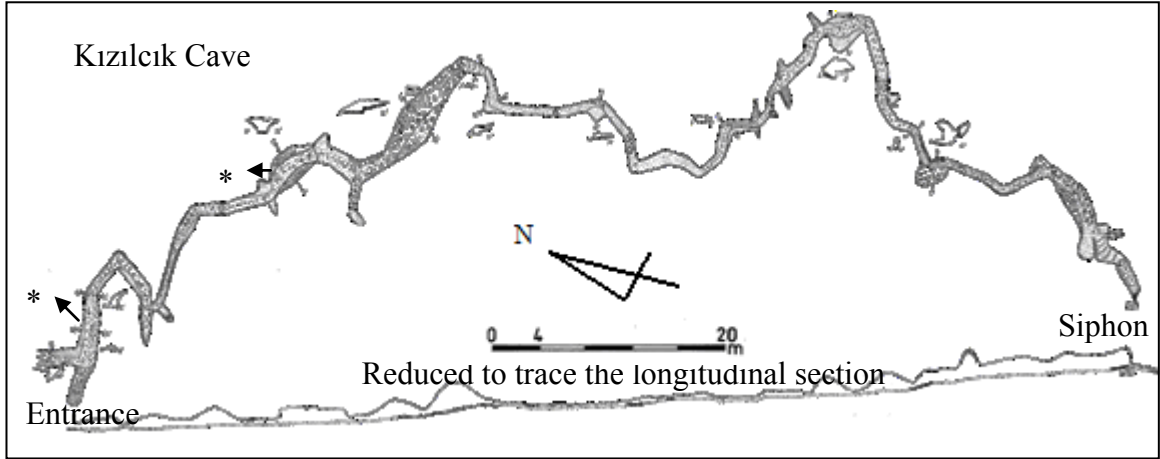 Kızılcık Cave
*
N
*
0 4 20
m
Siphon
Reduced to trace the longitudinal section
Entrance